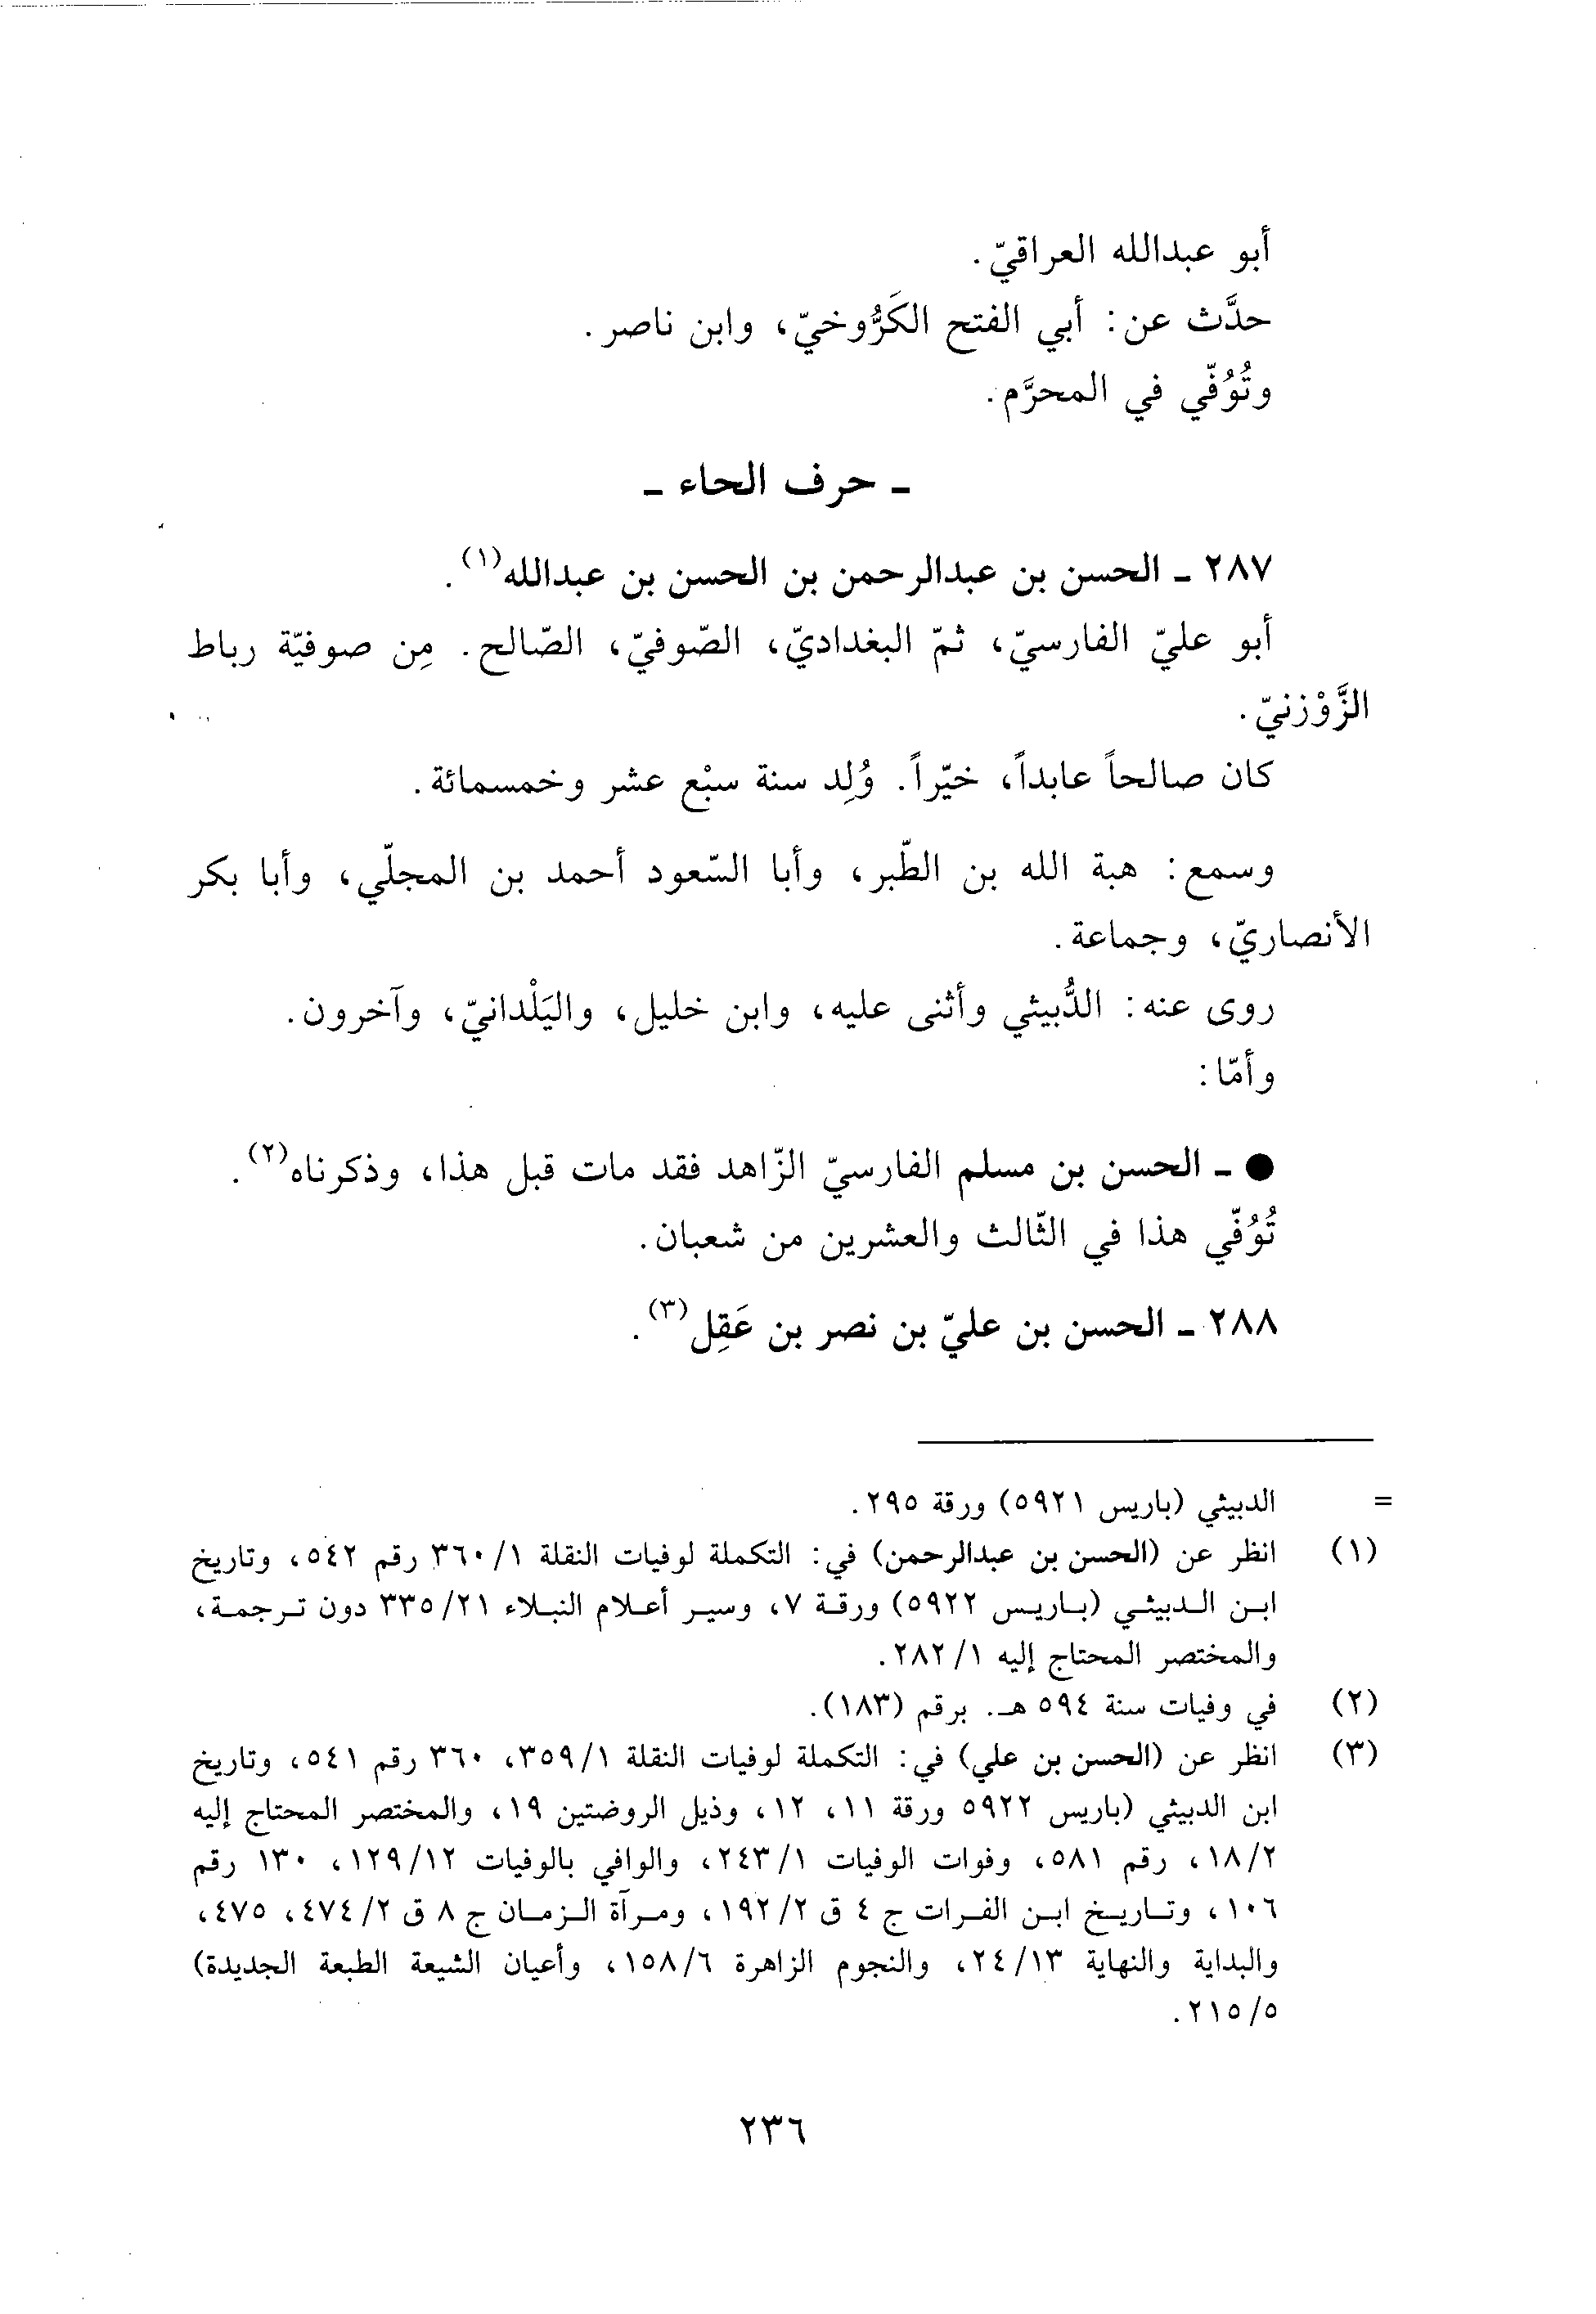 أبو عبدالله العراقيّ.
حدَّث عن: أبي الفتح الكَرُّوخيّ، وابن ناصر.
وتُوُفّي في المحرَّم.
ـ حرف الحاء ـ
٢٨٧ ـ الحسن بن عبدالرحمن بن الحسن بن عبدالله(١).
أبو عليّ الفارسيّ، ثمّ البغداديّ، الصّوفيّ، الصّالح. مِن صوفيّة رباط
الزَّوْزنيّ.
كان صالحاً عابداً، خيّراً. وُلِد سنة سبْع عشر وخمسمائة.
وسمع: هبة الله بن الطّبر، وأبا السّعود أحمد بن المجلّي، وأبا بكر
الأنصاريّ، وجماعة.
روى عنه: الدُّبيثي وأثنى عليه، وابن خليل، واليَلْدانيّ، وآخرون.
وأمّا:
● ـ الحسن بن مسلم الفارسيّ الزّاهد فقد مات قبل هذا، وذكرناه(٢).
تُوُفّي هذا في الثّالث والعشرين من شعبان.
٢٨٨ ـ الحسن بن عليّ بن نصر بن عَقِل(٣).
= الدبيثي (باريس ٥٩٢١) ورقة ٢٩٥.
(١) انظر عن (الحسن بن عبدالرحمن) في: التكملة لوفيات النقلة ١/ ٣٦٠ رقم ٥٤٢، وتاريخ
ابن الدبيثي (باريس ٥٩٢٢) ورقة ٧، وسير أعلام النبلاء ٢١/ ٣٣٥ دون ترجمة،
والمختصر المحتاج إليه ١/ ٢٨٢.
(٢) في وفيات سنة ٥٩٤ هـ. برقم (١٨٣).
(٣) انظر عن (الحسن بن علي) في: التكملة لوفيات النقلة ١/ ٣٥٩، ٣٦٠ رقم ٥٤١، وتاريخ
ابن الدبيثي (باريس ٥٩٢٢ ورقة ١١، ١٢، وذيل الروضتين ١٩، والمختصر المحتاج إليه
٢/ ١٨، رقم ٥٨١، وفوات الوفيات ١/ ٢٤٣، والوافي بالوفيات ١٢/ ١٢٩، ١٣٠ رقم
١٠٦، وتاريخ ابن الفرات ج ٤ ق ٢/ ١٩٢، ومرآة الزمان ج ٨ ق ٢/ ٤٧٤، ٤٧٥،
والبداية والنهاية ١٣/ ٢٤، والنجوم الزاهرة ٦/ ١٥٨، وأعيان الشيعة الطبعة الجديدة)
٥/ ٢١٥.
٢٣٦